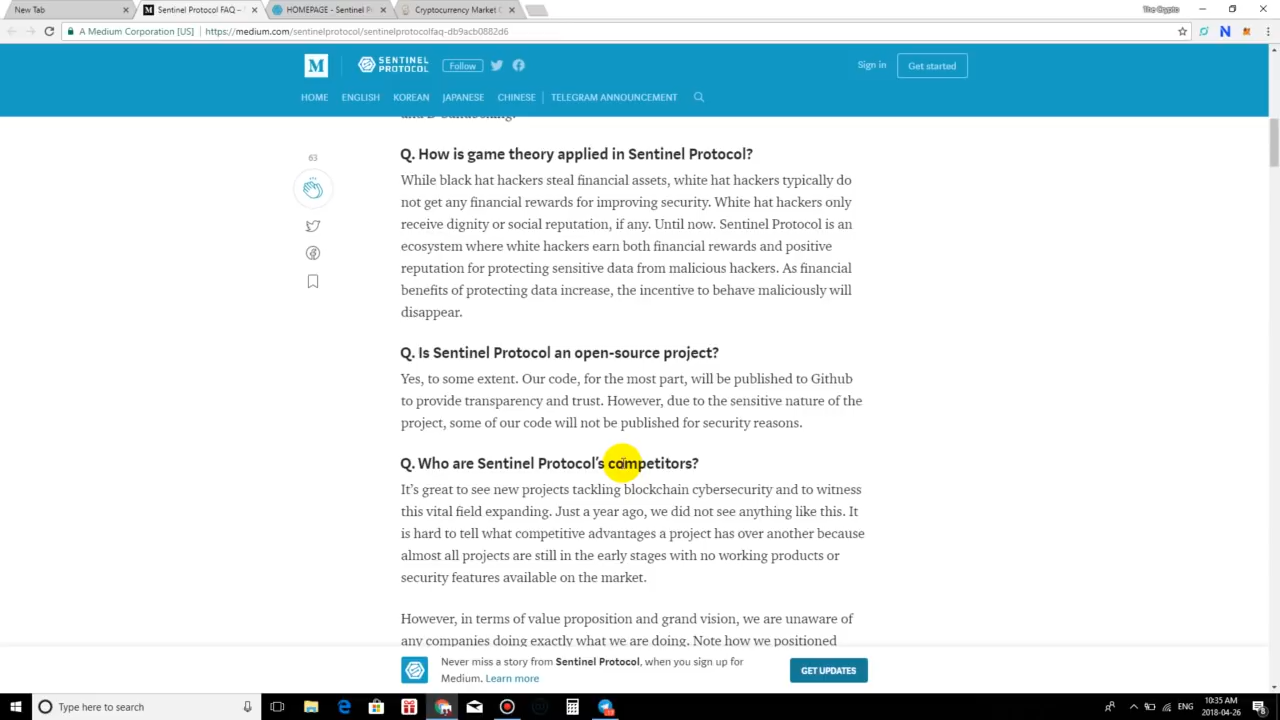 New Tab
Sentinel Protocol FAQ –
HOMEPAGE - Sentinel P
Cryptocurrency Market C
The Crypto
A Medium Corporation [US] https://medium.com/sentinelprotocol/sentinelprotocolfaq-db9acb0882d6
N
M SENTINEL PROTOCOL Follow
Sign in Get started
HOME ENGLISH KOREAN JAPANESE CHINESE TELEGRAM ANNOUNCEMENT
Q. How is game theory applied in Sentinel Protocol?
63
While black hat hackers steal financial assets, white hat hackers typically do
not get any financial rewards for improving security. White hat hackers only
receive dignity or social reputation, if any. Until now. Sentinel Protocol is an
ecosystem where white hackers earn both financial rewards and positive
reputation for protecting sensitive data from malicious hackers. As financial
benefits of protecting data increase, the incentive to behave maliciously will
disappear.
Q. Is Sentinel Protocol an open-source project?
Yes, to some extent. Our code, for the most part, will be published to Github
to provide transparency and trust. However, due to the sensitive nature of the
project, some of our code will not be published for security reasons.
Q. Who are Sentinel Protocol’s competitors?
It’s great to see new projects tackling blockchain cybersecurity and to witness
this vital field expanding. Just a year ago, we did not see anything like this. It
is hard to tell what competitive advantages a project has over another because
almost all projects are still in the early stages with no working products or
security features available on the market.
However, in terms of value proposition and grand vision, we are unaware of
any companies doing exactly what we are doing. Note how we positioned
Never miss a story from Sentinel Protocol, when you sign up for
Medium. Learn more
GET UPDATES
Type here to search
ENG
10:35 AM
2018-04-26